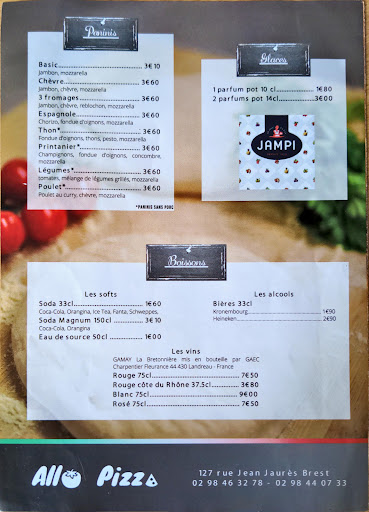 Paninis
Basic 3€10
Jambon, mozzarella
Chèvre 3€60
Jambon, chèvre, mozzarella
3 fromages 3€60
Jambon, chèvre, reblochon, mozzarella
Espagnole 3€60
Chorizo, fondue d'oignons, mozzarella
Thon* 3€60
Fondue d'oignons, thons, pesto, mozzarella
Printanier* 3€60
Champignons, fondue d'oignons, concombre,
mozzarella
Légumes* 3€60
tomates, mélange de légumes grillés, mozzarella
Poulet* 3€60
Poulet au curry, chèvre, mozzarella
*PANINIS SANS PORC
Glaces
1 parfum pot 10 cl 1€80
2 parfums pot 16cl 3€00
JAMPI
Boissons
Les softs
Soda 33cl 1€60
Coca-Cola, Orangina, Ice Tea, Fanta, Schweppes,
Soda Magnum 150cl 3€10
Coca-Cola, Orangina
Eau de source 50cl 1€00
Les alcools
Bières 33cl
Kronembourg 1€90
Heineken 2€90
Les vins
GAMAY La Bretonnière mis en bouteille par GAEC
Charpentier Fleurance 44 430 Landreau - France
Rouge 75cl 7€50
Rouge côte du Rhône 37.5cl 3€80
Blanc 75cl 9€00
Rosé 75cl 7€50
Allo Pizza
127 rue Jean Jaurès Brest
02 98 46 32 78 - 02 98 44 07 33